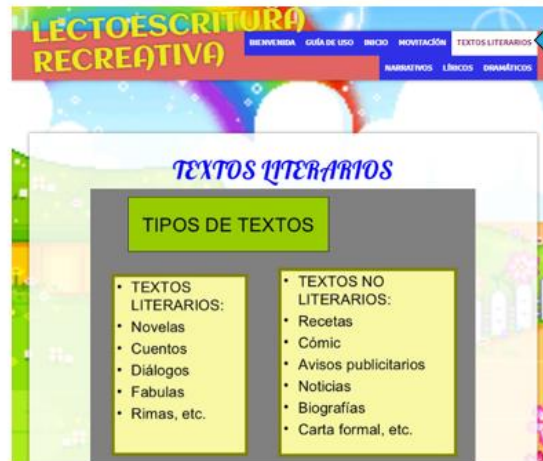 LECTOESCRITURA
RECREATIVA
BIENVENIDA GUÍA DE USO INICIO MOVITACIÓN TEXTOS LITERARIOS
NARRATIVOS LÍRICOS DRAMÁTICOS
TEXTOS LITERARIOS
TIPOS DE TEXTOS
• TEXTOS
LITERARIOS:
• Novelas
• Cuentos
• Diálogos
• Fabulas
• Rimas, etc.
• TEXTOS NO
LITERARIOS:
• Recetas
• Cómic
• Avisos publicitarios
• Noticias
• Biografías
• Carta formal, etc.